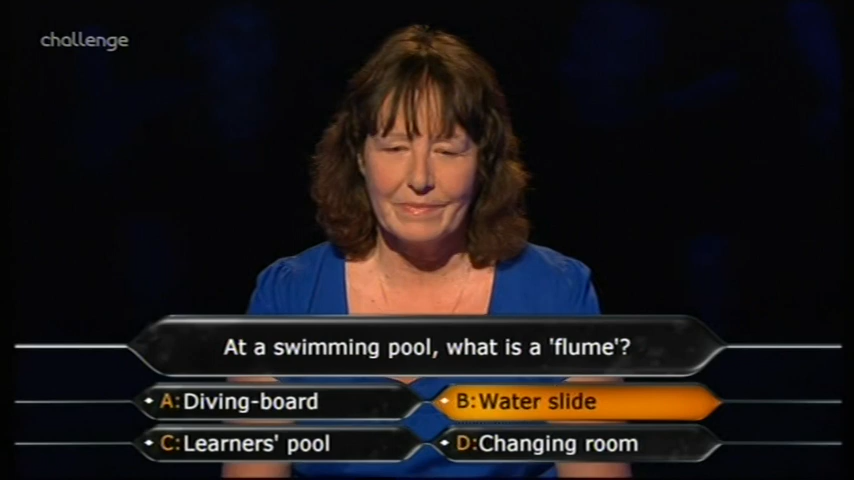 challenge
At a swimming pool, what is a 'flume'?
A: Diving-board
B: Water slide
C: Learners' pool
D: Changing room